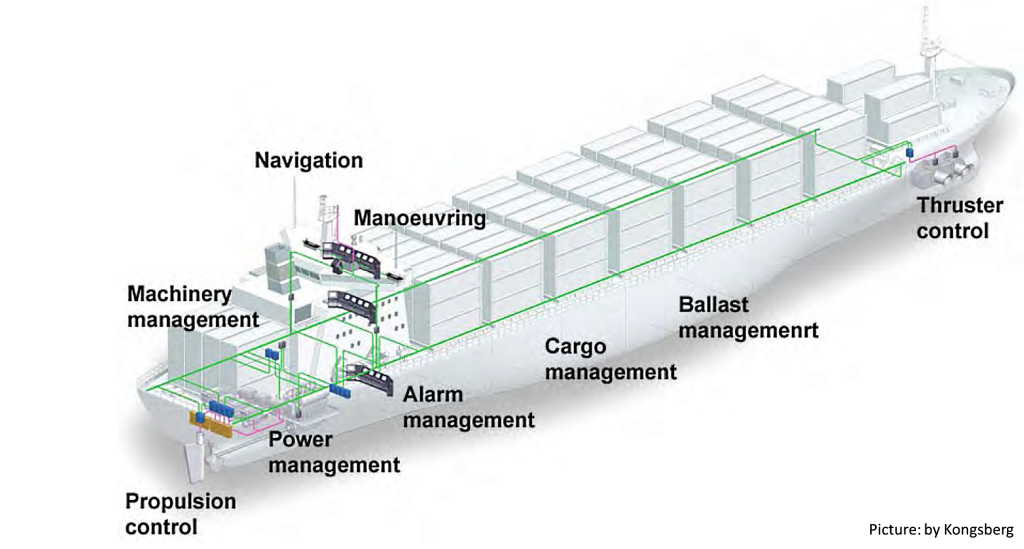 Navigation
Manoeuvring
Machinery
management
Thruster
control
Ballast
managemenrt
Cargo
management
Alarm
management
Power
management
Propulsion
control
Picture: by Kongsberg